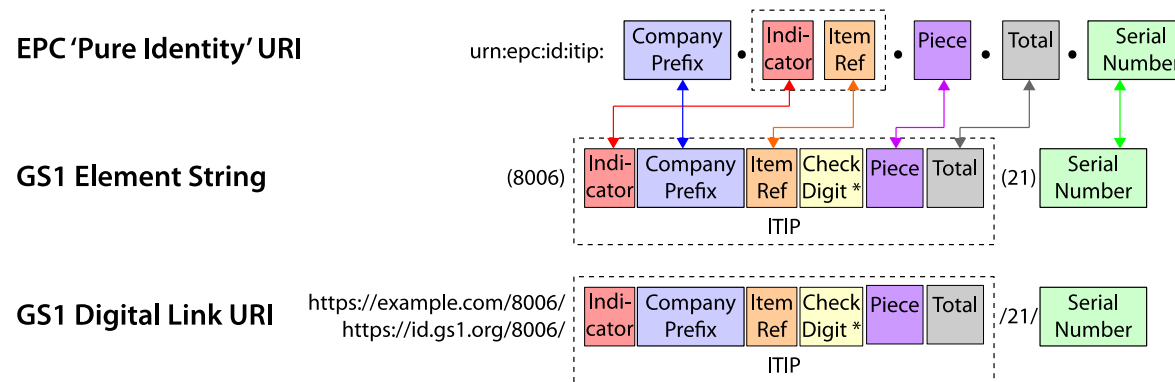 EPC ‘Pure Identity’ URI
urn:epc:id:itip:
Company
Prefix
•
Indi-
cator
Item
Ref
•
Piece
•
Total
•
Serial
Number
GS1 Element String
(8006)
Indi-
cator
Company
Prefix
Item
Ref
Check
Digit *
Piece
Total
(21)
Serial
Number
ITIP
GS1 Digital Link URI
https://example.com/8006/
https://id.gs1.org/8006/
Indi-
cator
Company
Prefix
Item
Ref
Check
Digit *
Piece
Total
/21/
Serial
Number
ITIP